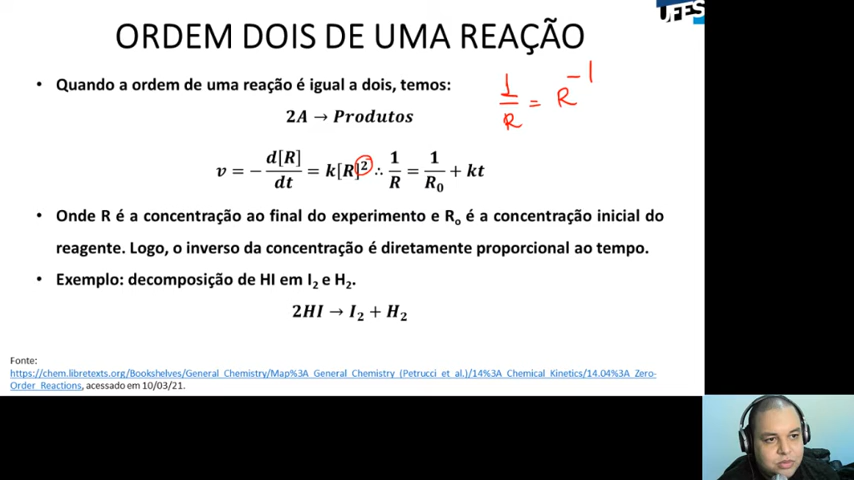 UFES
ORDEM DOIS DE UMA REAÇÃO
• Quando a ordem de uma reação é igual a dois, temos:
1/R = R⁻¹
2A → Produtos
v = − d[R]/dt = k[R]² ∴ 1/R = 1/R₀ + kt
• Onde R é a concentração ao final do experimento e Rₒ é a concentração inicial do
reagente. Logo, o inverso da concentração é diretamente proporcional ao tempo.
• Exemplo: decomposição de HI em I₂ e H₂.
2HI → I₂ + H₂
Fonte:
https://chem.libretexts.org/Bookshelves/General_Chemistry/Map%3A_General_Chemistry_(Petrucci_et_al.)/14%3A_Chemical_Kinetics/14.04%3A_Zero-
Order_Reactions, acessado em 10/03/21.